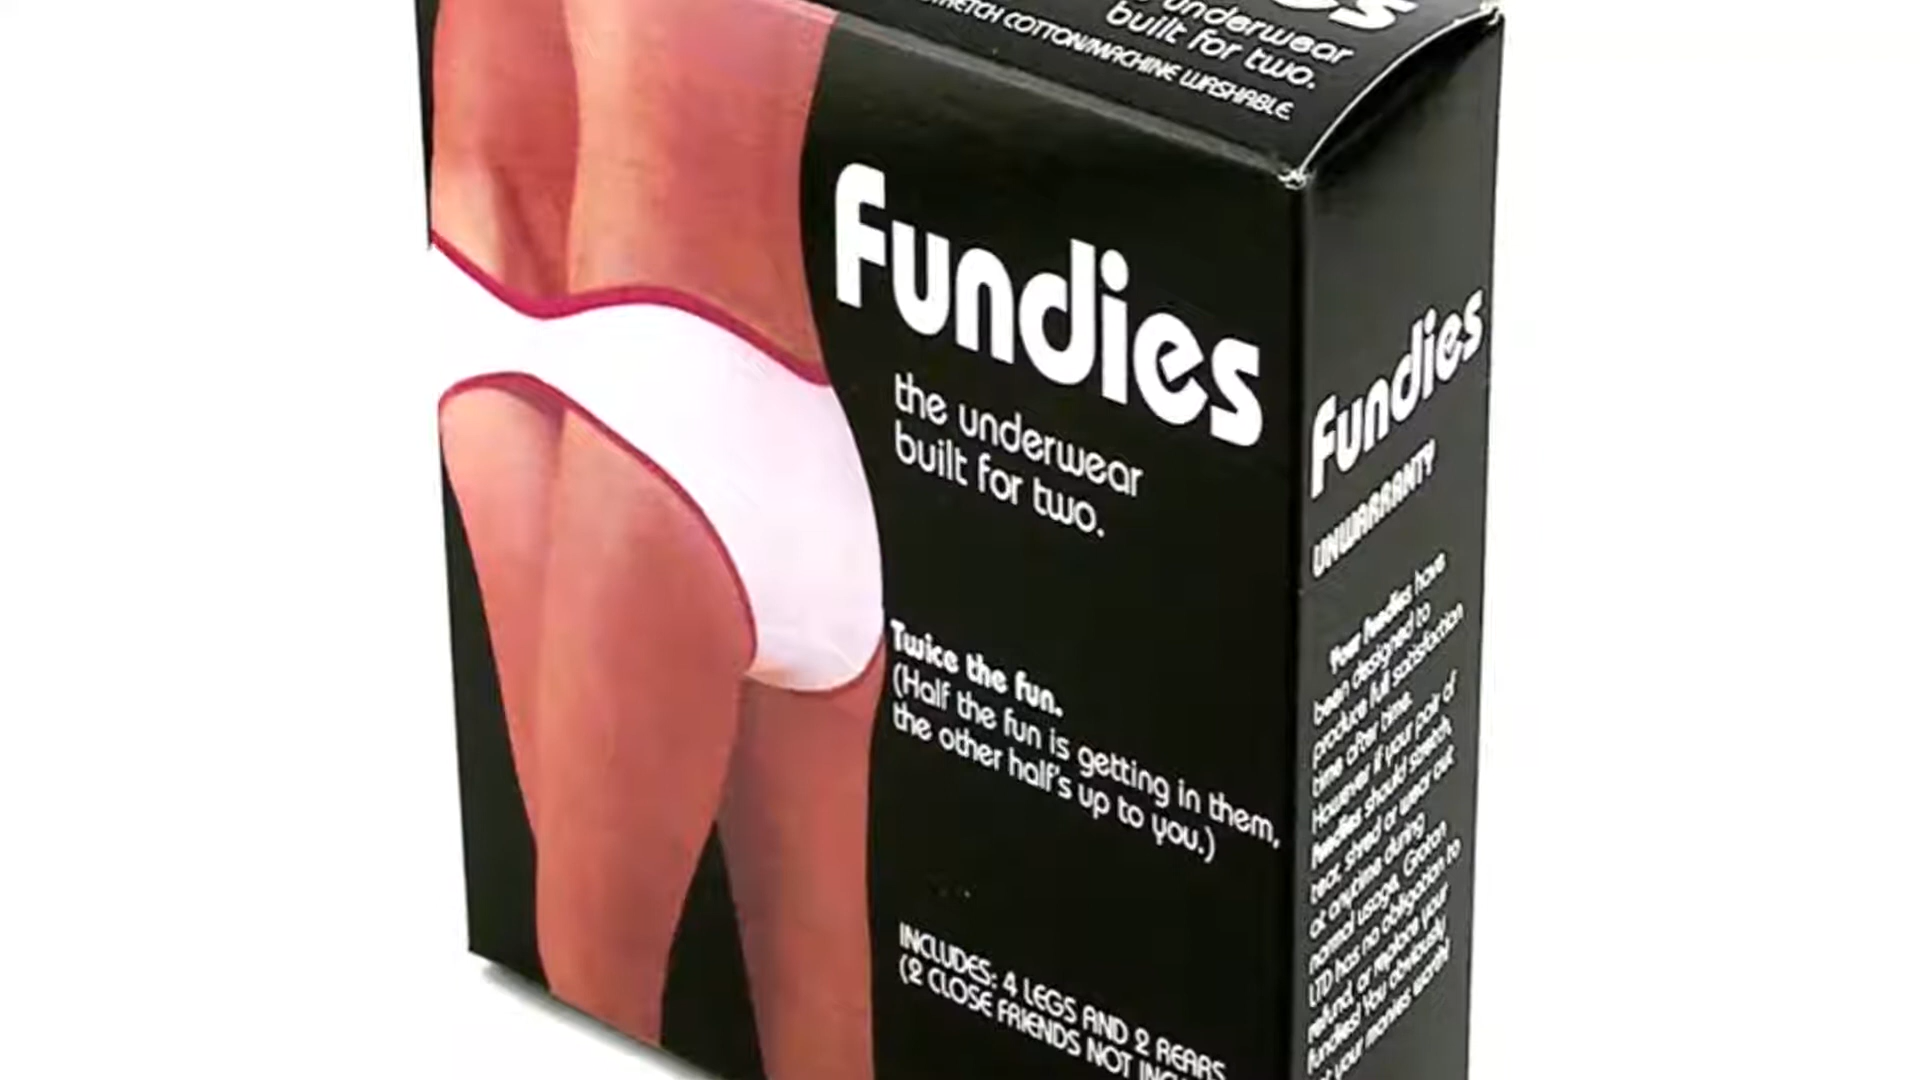 underwear
built for two.
STRETCH COTTON/MACHINE WASHABLE
Fundies
the underwear
built for two.
Twice the fun.
(Half the fun is getting in them,
the other half's up to you.)
INCLUDES: 4 LEGS AND 2 REARS
(2 CLOSE FRIENDS NOT
Fundies
UNWARRANTY
Your Fundies have
been designed to
produce full satisfaction
time after time.
However if your pair of
Fundies should stretch,
tear, shred or wear out
at anytime during
normal usage, Groton
LTD has no obligation to
refund, or replace your
fundies! You obviously
got your monies worth!